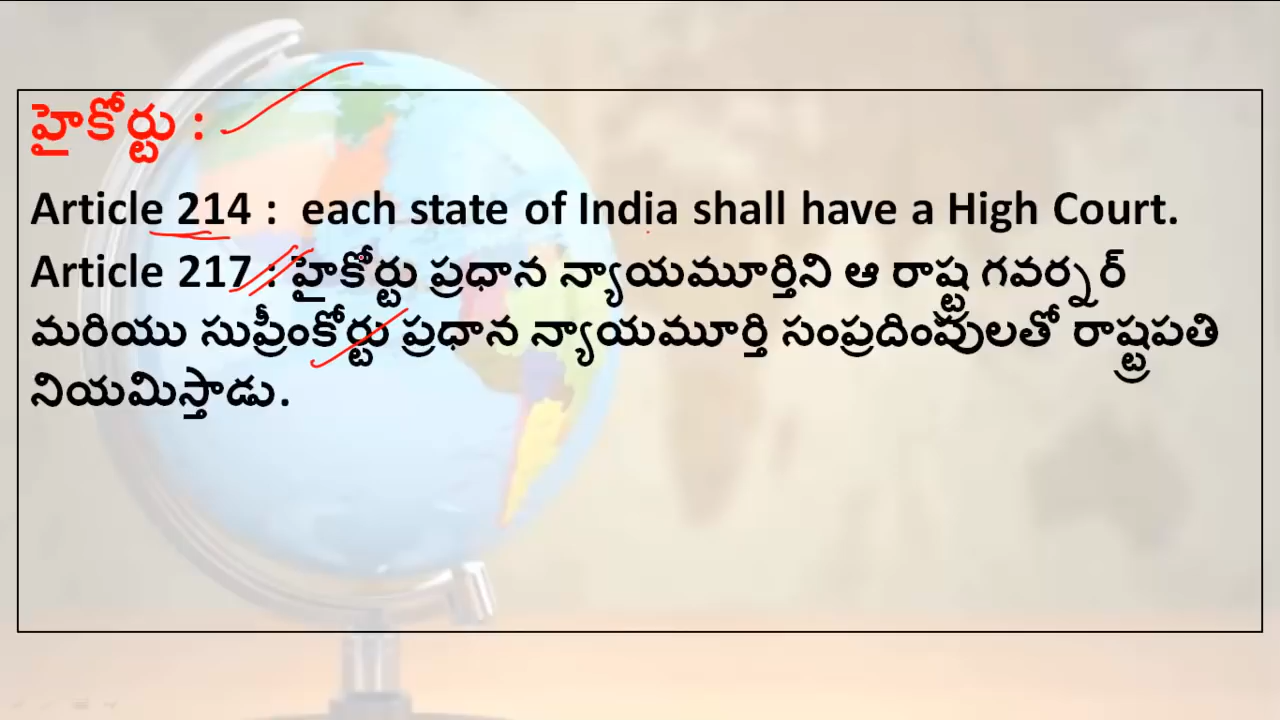 హైకోర్టు :
Article 214 :  each state of India shall have a High Court.
Article 217 : హైకోర్టు ప్రధాన న్యాయమూర్తిని ఆ రాష్ట్ర గవర్నర్
మరియు సుప్రీంకోర్టు ప్రధాన న్యాయమూర్తి సంప్రదింపులతో రాష్ట్రపతి
నియమిస్తాడు.